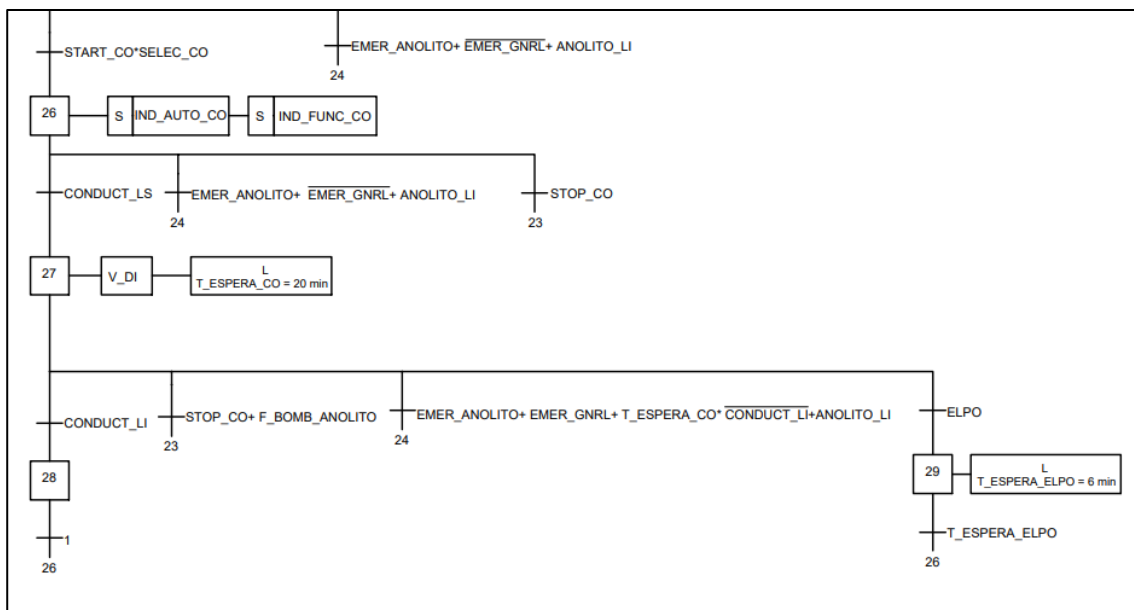 START_CO*SELEC_CO
EMER_ANOLITO+ EMER_GNRL+ ANOLITO_LI
24
26
S IND_AUTO_CO
S IND_FUNC_CO
CONDUCT_LS
EMER_ANOLITO+ EMER_GNRL+ ANOLITO_LI
24
STOP_CO
23
27
V_DI
L
T_ESPERA_CO = 20 min
CONDUCT_LI
STOP_CO+ F_BOMB_ANOLITO
23
EMER_ANOLITO+ EMER_GNRL+ T_ESPERA_CO* CONDUCT_LI+ANOLITO_LI
24
ELPO
28
29
L
T_ESPERA_ELPO = 6 min
1
26
T_ESPERA_ELPO
26